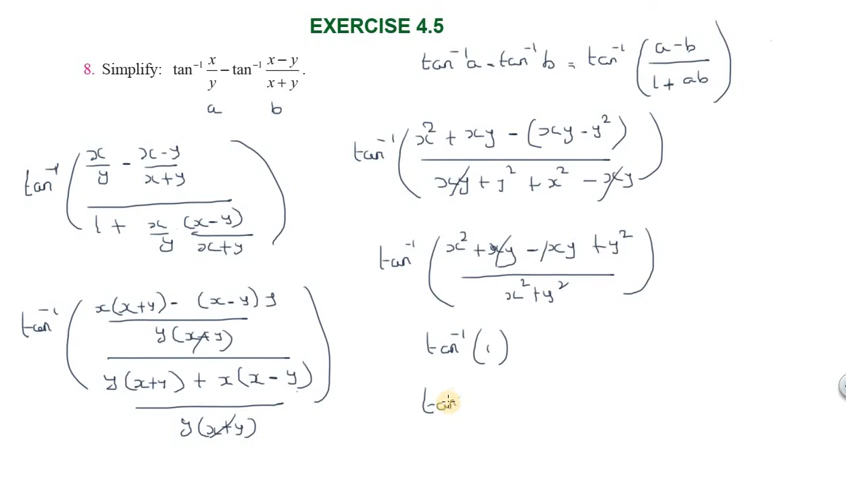 EXERCISE 4.5
8. Simplify: tan⁻¹ x/y − tan⁻¹ (x−y)/(x+y).
a b
tan⁻¹a - tan⁻¹b = tan⁻¹((a-b)/(1+ab))
tan⁻¹((x/y - (x-y)/(x+y))/(1 + x/y (x-y)/(x+y)))
tan⁻¹(((x(x+y) - (x-y)y)/(y(x+y)))/((y(x+y) + x(x-y))/(y(x+y))))
tan⁻¹((x² + xy - (xy - y²))/(xy + y² + x² - xy))
tan⁻¹((x² + xy - xy + y²)/(x² + y²))
tan⁻¹(1)
tan